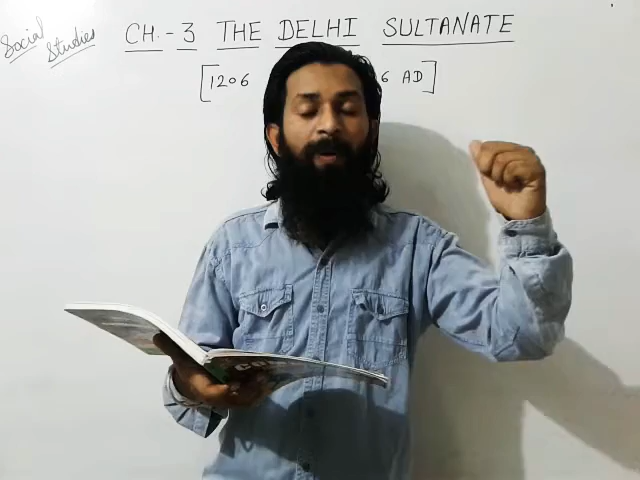 Social Studies
CH.-3 THE DELHI SULTANATE
[1206 6 AD]